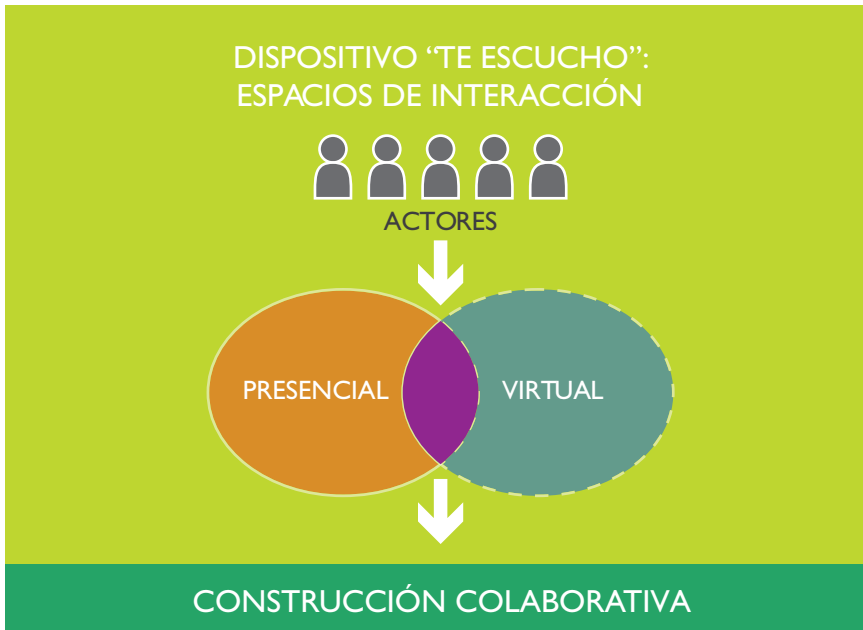 DISPOSITIVO “TE ESCUCHO”:
ESPACIOS DE INTERACCIÓN
ACTORES
PRESENCIAL
VIRTUAL
CONSTRUCCIÓN COLABORATIVA